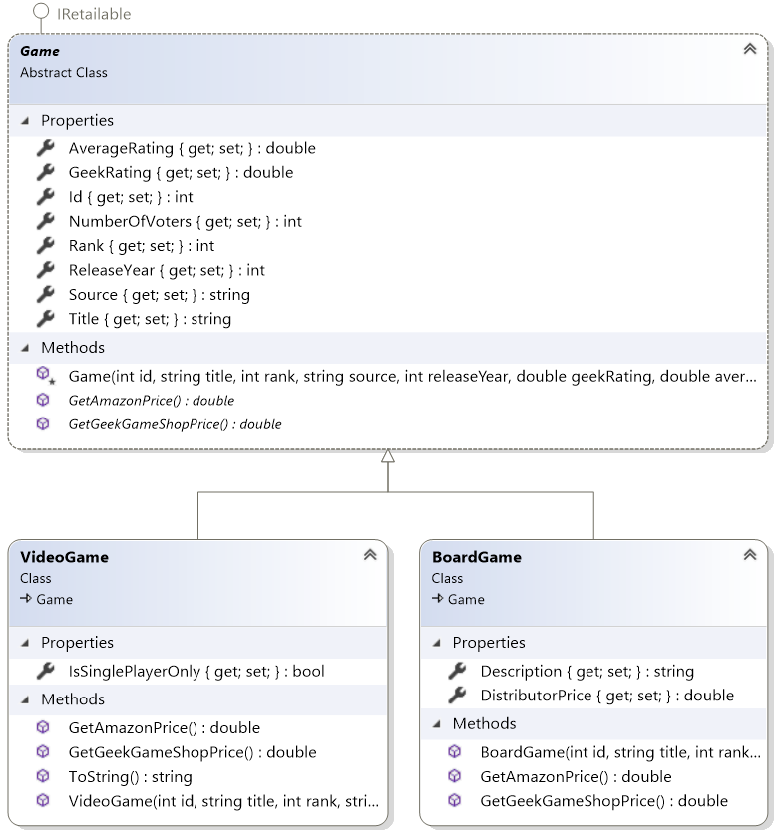 IRetailable
Game
Abstract Class
Properties
AverageRating { get; set; } : double
GeekRating { get; set; } : double
Id { get; set; } : int
NumberOfVoters { get; set; } : int
Rank { get; set; } : int
ReleaseYear { get; set; } : int
Source { get; set; } : string
Title { get; set; } : string
Methods
Game(int id, string title, int rank, string source, int releaseYear, double geekRating, double aver...
GetAmazonPrice() : double
GetGeekGameShopPrice() : double
VideoGame
Class
Game
Properties
IsSinglePlayerOnly { get; set; } : bool
Methods
GetAmazonPrice() : double
GetGeekGameShopPrice() : double
ToString() : string
VideoGame(int id, string title, int rank, stri...
BoardGame
Class
Game
Properties
Description { get; set; } : string
DistributorPrice { get; set; } : double
Methods
BoardGame(int id, string title, int rank...
GetAmazonPrice() : double
GetGeekGameShopPrice() : double